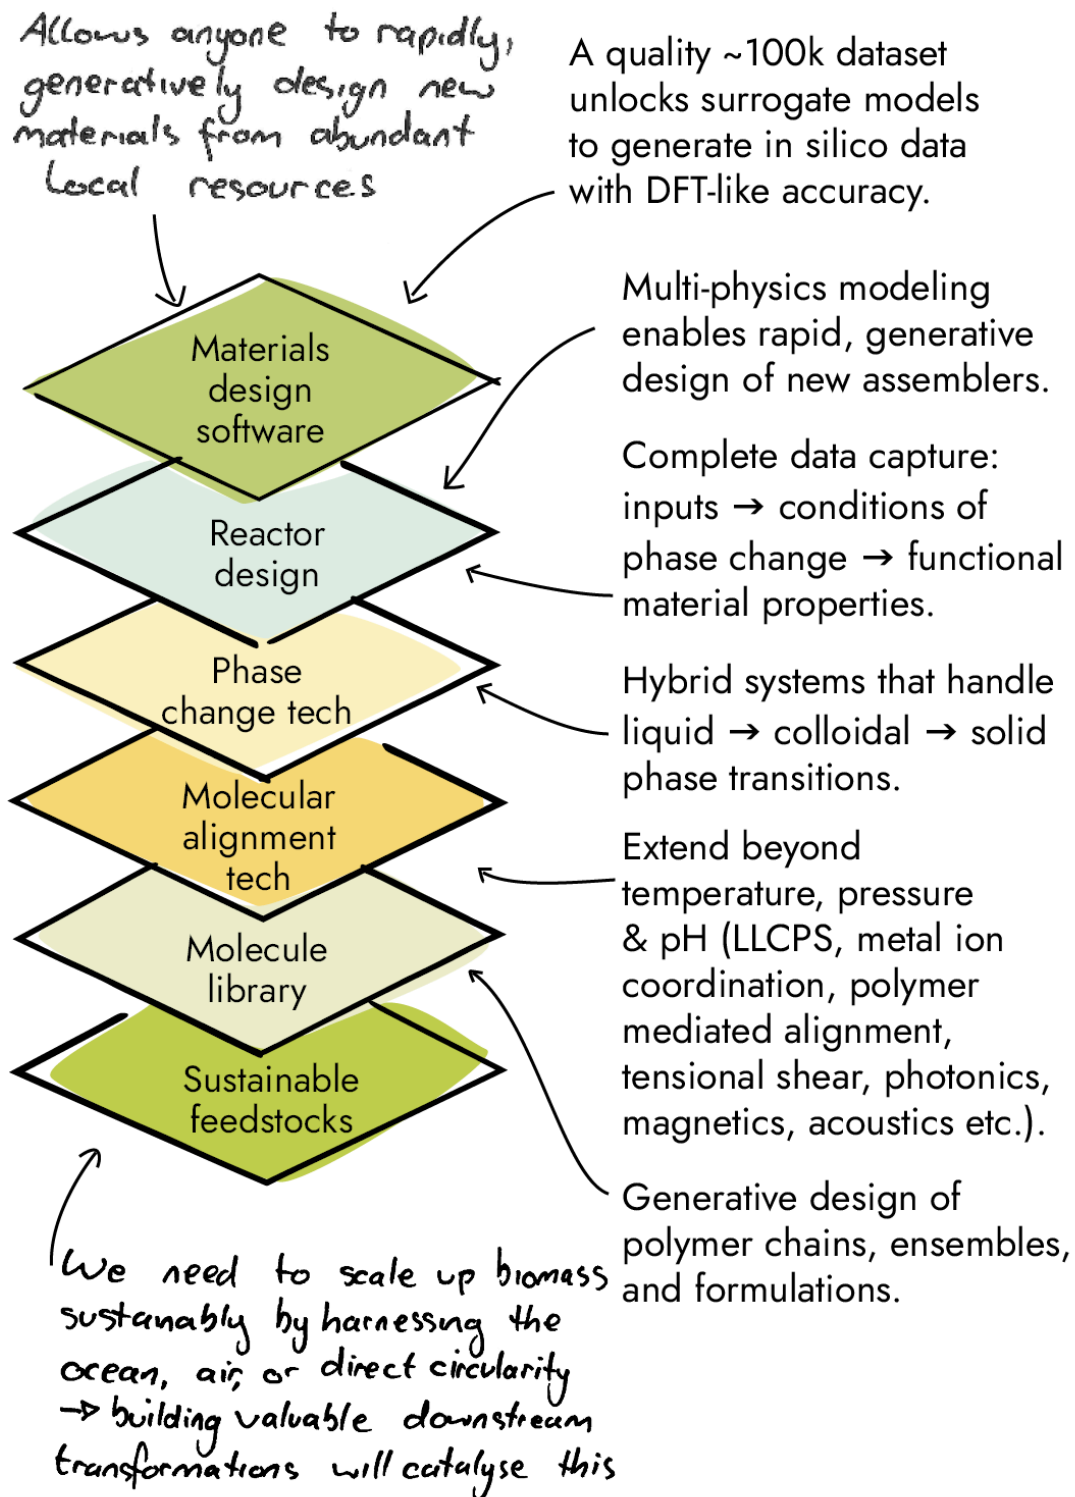 Allows anyone to rapidly,
generatively design new
materials from abundant
local resources
A quality ~100k dataset
unlocks surrogate models
to generate in silico data
with DFT-like accuracy.
Materials
design
software
Multi-physics modeling
enables rapid, generative
design of new assemblers.
Reactor
design
Complete data capture:
inputs → conditions of
phase change → functional
material properties.
Phase
change tech
Hybrid systems that handle
liquid → colloidal → solid
phase transitions.
Molecular
alignment
tech
Extend beyond
temperature, pressure
& pH (LLCPS, metal ion
coordination, polymer
mediated alignment,
tensional shear, photonics,
magnetics, acoustics etc.).
Molecule
library
Generative design of
polymer chains, ensembles,
and formulations.
Sustainable
feedstocks
We need to scale up biomass
sustainably by harnessing the
ocean, air, or direct circularity
→ building valuable downstream
transformations will catalyse this